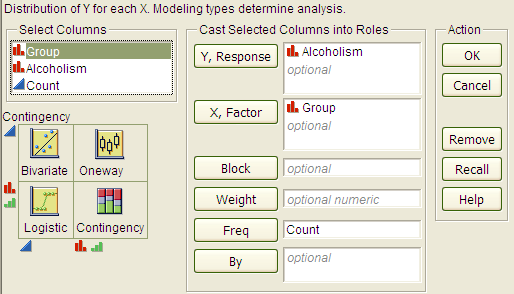 Distribution of Y for each X. Modeling types determine analysis.
Select Columns
Group
Alcoholism
Count
Contingency
Bivariate
Oneway
Logistic
Contingency
Cast Selected Columns into Roles
Y, Response
Alcoholism
optional
X, Factor
Group
optional
Block
optional
Weight
optional numeric
Freq
Count
By
optional
Action
OK
Cancel
Remove
Recall
Help